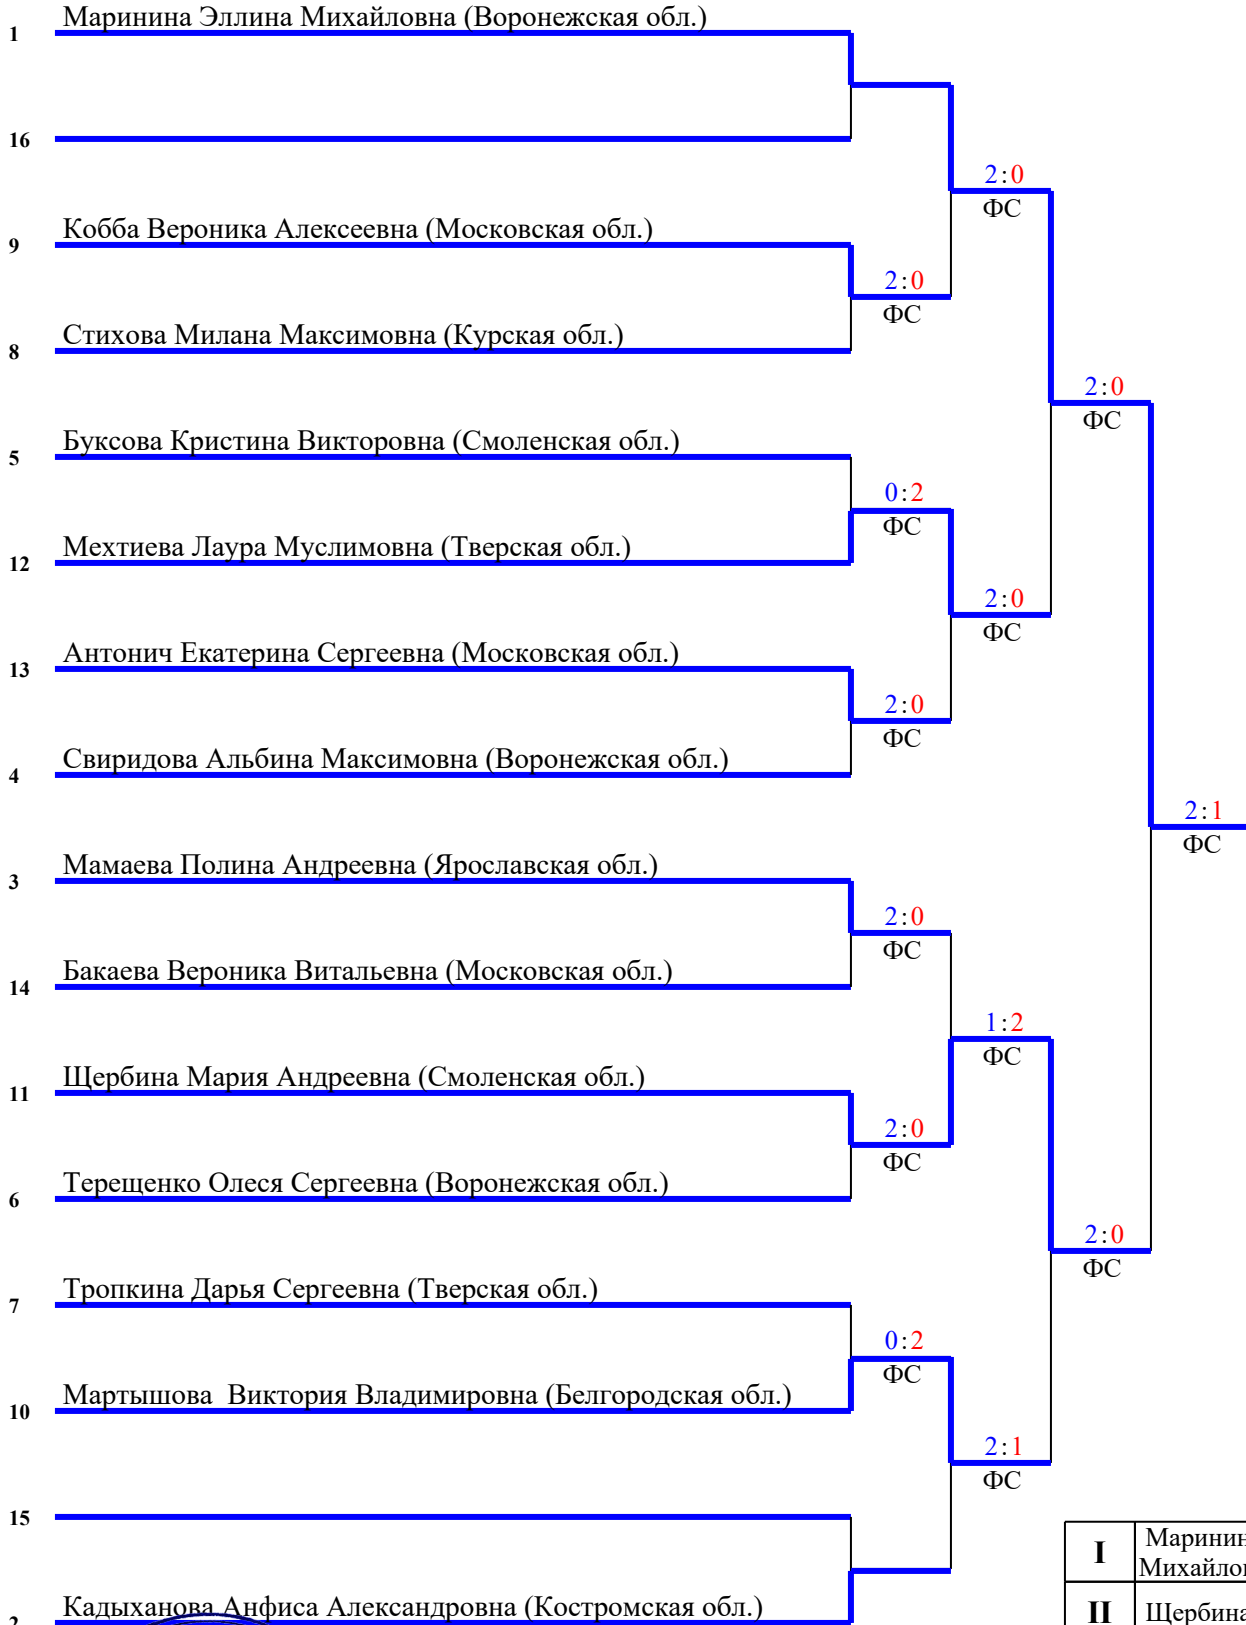 Маринина Эллина Михайловна (Воронежская обл.)
1
16
2:0
ФС
Кобба Вероника Алексеевна (Московская обл.)
9
2:0
ФС
Стихова Милана Максимовна (Курская обл.)
8
2:0
ФС
Буксова Кристина Викторовна (Смоленская обл.)
5
0:2
ФС
Мехтиева Лаура Муслимовна (Тверская обл.)
12
2:0
ФС
Антонич Екатерина Сергеевна (Московская обл.)
13
2:0
ФС
Свиридова Альбина Максимовна (Воронежская обл.)
4
2:1
ФС
Мамаева Полина Андреевна (Ярославская обл.)
3
2:0
ФС
Бакаева Вероника Витальевна (Московская обл.)
14
1:2
ФС
Щербина Мария Андреевна (Смоленская обл.)
11
2:0
ФС
Терещенко Олеся Сергеевна (Воронежская обл.)
6
2:0
ФС
Тропкина Дарья Сергеевна (Тверская обл.)
7
0:2
ФС
Мартышова Виктория Владимировна (Белгородская обл.)
10
2:1
ФС
15
I
Кадыханова Анфиса Александровна (Костромская обл.)
2
II Щербина